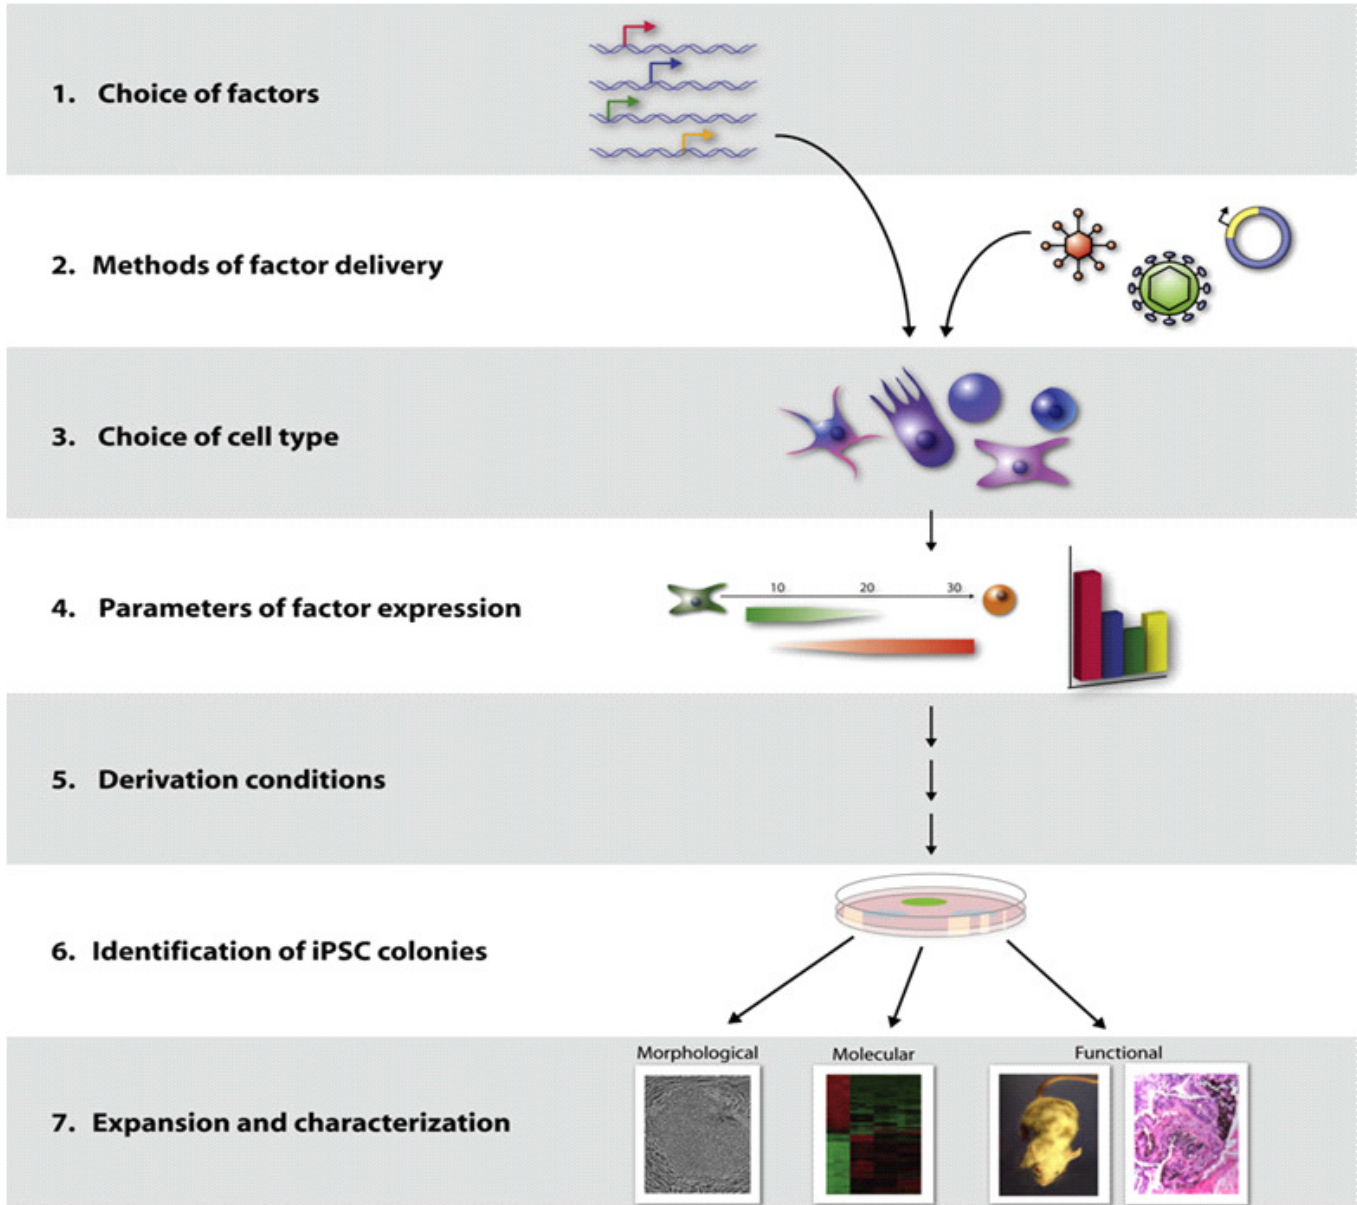 1. Choice of factors
2. Methods of factor delivery
3. Choice of cell type
10 20 30
4. Parameters of factor expression
5. Derivation conditions
6. Identification of iPSC colonies
Morphological Molecular Functional
7. Expansion and characterization